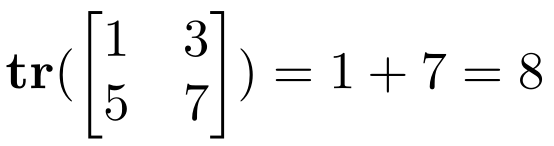 tr([1 3
5 7]) = 1 + 7 = 8